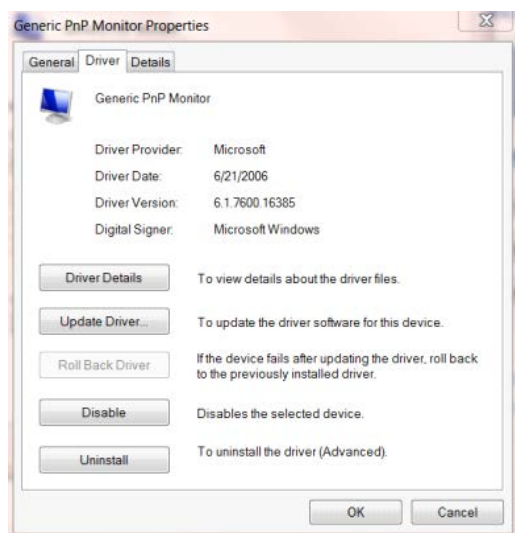 Generic PnP Monitor Properties
General Driver Details
Generic PnP Monitor
Driver Provider: Microsoft
Driver Date: 6/21/2006
Driver Version: 6.1.7600.16385
Digital Signer: Microsoft Windows
Driver Details To view details about the driver files.
Update Driver... To update the driver software for this device.
Roll Back Driver If the device fails after updating the driver, roll back
to the previously installed driver.
Disable Disables the selected device.
Uninstall To uninstall the driver (Advanced).
OK Cancel